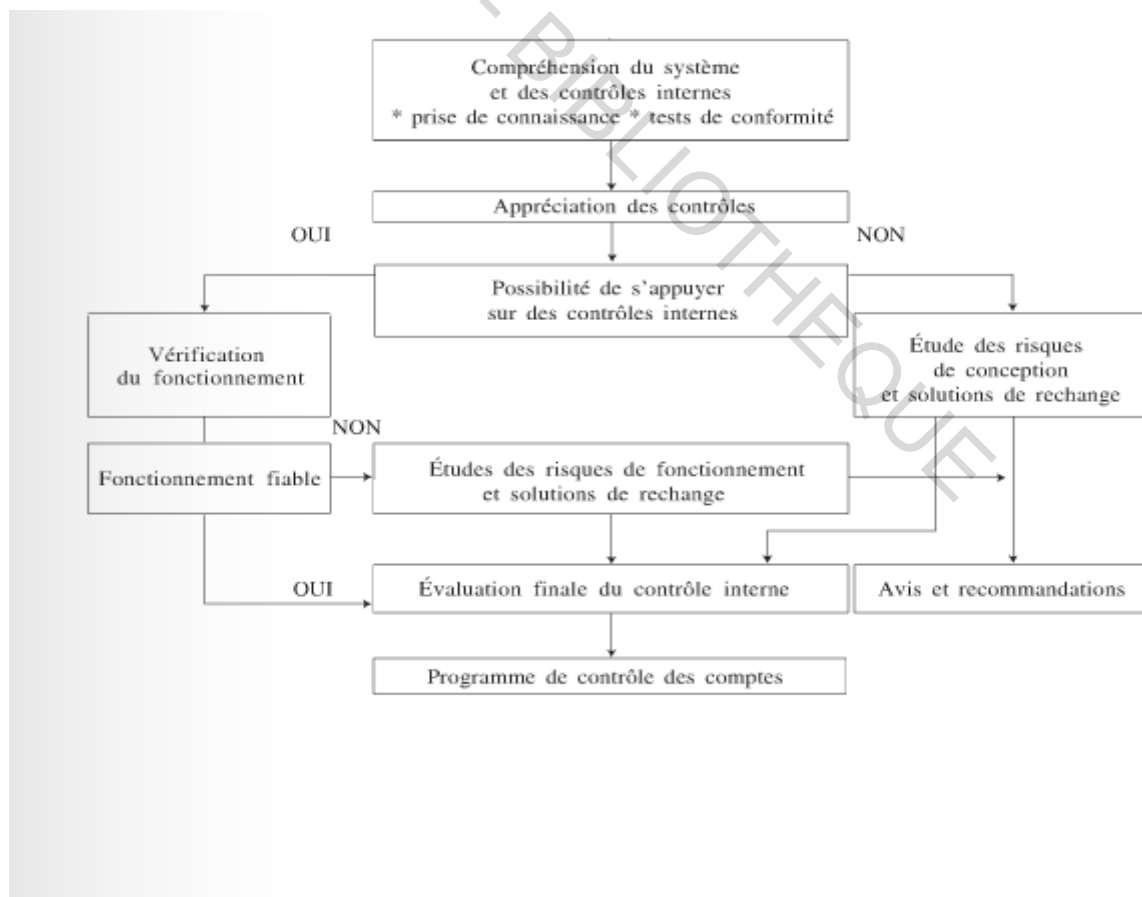 Compréhension du système
et des contrôles internes
* prise de connaissance * tests de conformité
Appréciation des contrôles
OUI
NON
Possibilité de s'appuyer
sur des contrôles internes
Vérification
du fonctionnement
Étude des risques
de conception
et solutions de rechange
NON
Fonctionnement fiable
Études des risques de fonctionnement
et solutions de rechange
OUI
Évaluation finale du contrôle interne
Avis et recommandations
Programme de contrôle des comptes
BIBLIOTHEQUE